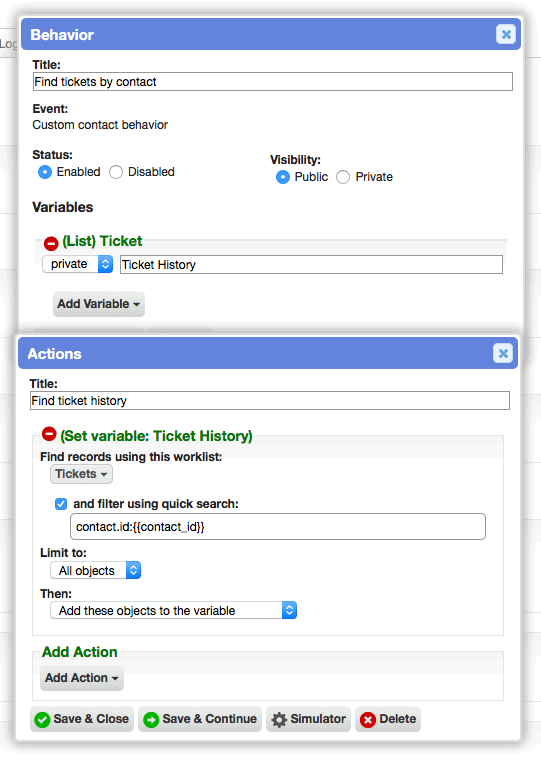 Behavior
Log
Title:
Find tickets by contact
Event:
Custom contact behavior
Status:
Enabled Disabled
Visibility:
Public Private
Variables
(List) Ticket
private Ticket History
Add Variable
Actions
Title:
Find ticket history
(Set variable: Ticket History)
Find records using this worklist:
Tickets
and filter using quick search:
contact.id:{{contact_id}}
Limit to:
All objects
Then:
Add these objects to the variable
Add Action
Add Action
Save & Close Save & Continue Simulator Delete